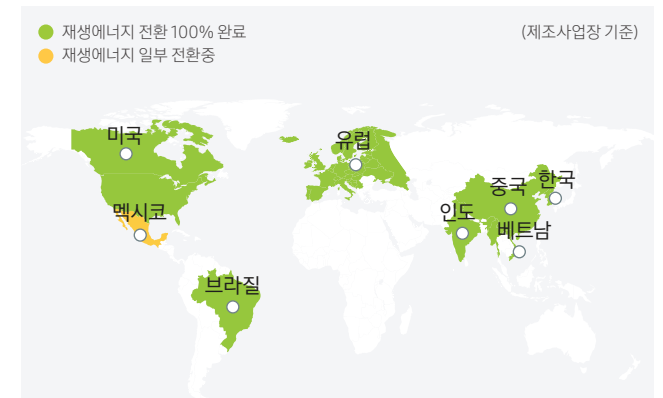 재생에너지 전환 100% 완료
(제조사업장 기준)
재생에너지 일부 전환중
미국
유럽
멕시코
인도
중국
한국
베트남
브라질